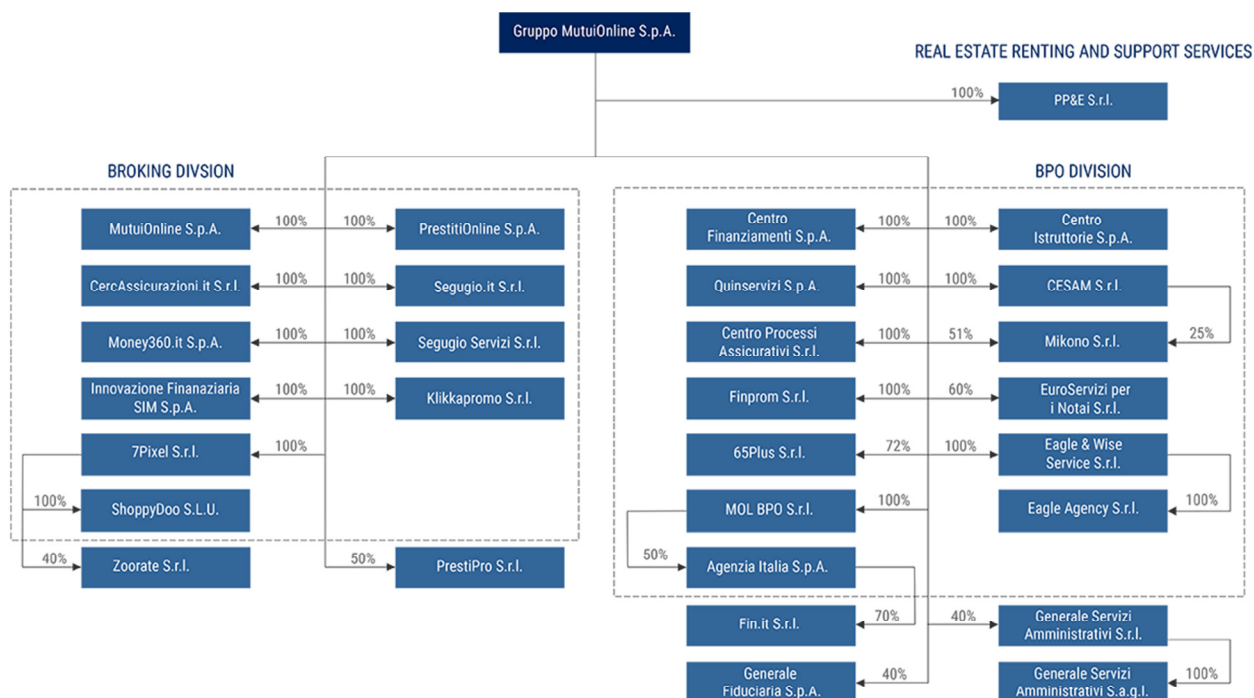 Gruppo MutuiOnline S.p.A.
REAL ESTATE RENTING AND SUPPORT SERVICES
100%
PP&E S.r.l.
BROKING DIVSION
BPO DIVISION
MutuiOnline S.p.A.
100%
100%
PrestitiOnline S.p.A.
Centro
Finanziamenti S.p.A.
100%
100%
Centro
Istruttorie S.p.A.
CercAssicurazioni.it S.r.l.
100%
100%
Segugio.it S.r.l.
Quinservizi S.p.A.
100%
100%
CESAM S.r.l.
Money360.it S.p.A.
100%
100%
Segugio Servizi S.r.l.
Centro Processi
Assicurativi S.r.l.
100%
51%
Mikono S.r.l.
25%
Innovazione Finanaziaria
SIM S.p.A.
100%
100%
Klikkapromo S.r.l.
Finprom S.r.l.
100%
60%
EuroServizi per
i Notai S.r.l.
7Pixel S.r.l.
100%
65Plus S.r.l.
72%
100%
Eagle & Wise
Service S.r.l.
100%
ShoppyDoo S.L.U.
MOL BPO S.r.l.
100%
Eagle Agency S.r.l.
100%
40%
Zoorate S.r.l.
50%
PrestiPro S.r.l.
50%
Agenzia Italia S.p.A.
Fin.it S.r.l.
70%
40%
Generale Servizi
Amministrativi S.r.l.
Generale
Fiduciaria S.p.A.
40%
Generale Servizi
Amministrativi S.a.g.l.
100%